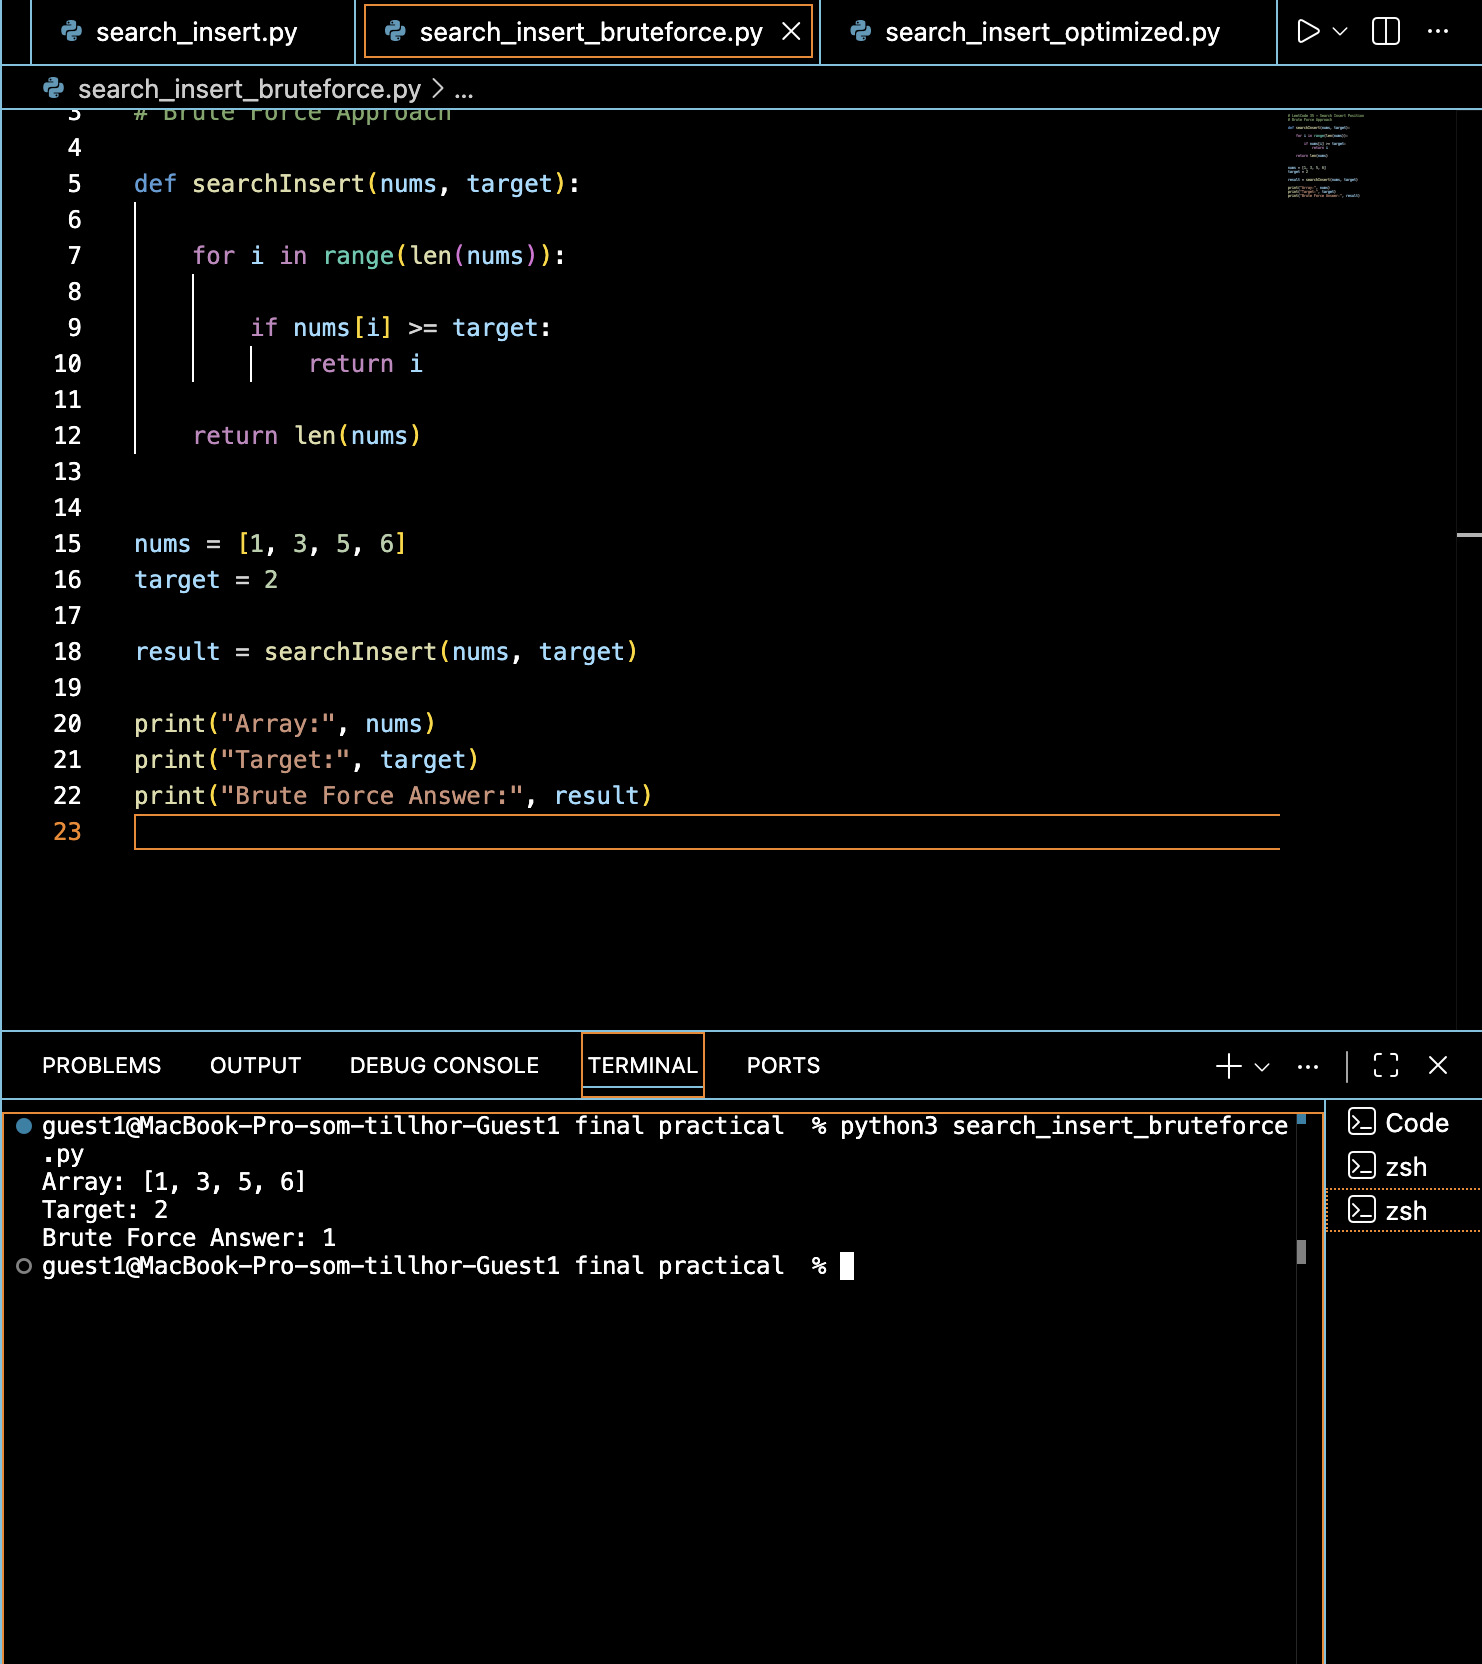 search_insert.py
search_insert_bruteforce.py
search_insert_optimized.py
search_insert_bruteforce.py > ...
3 # Brute Force Approach
4
5 def searchInsert(nums, target):
6
7     for i in range(len(nums)):
8
9         if nums[i] >= target:
10             return i
11
12     return len(nums)
13
14
15 nums = [1, 3, 5, 6]
16 target = 2
17
18 result = searchInsert(nums, target)
19
20 print("Array:", nums)
21 print("Target:", target)
22 print("Brute Force Answer:", result)
23
PROBLEMS OUTPUT DEBUG CONSOLE TERMINAL PORTS
guest1@MacBook-Pro-som-tillhor-Guest1 final practical  % python3 search_insert_bruteforce
.py
Array: [1, 3, 5, 6]
Target: 2
Brute Force Answer: 1
guest1@MacBook-Pro-som-tillhor-Guest1 final practical  %
Code
zsh
zsh